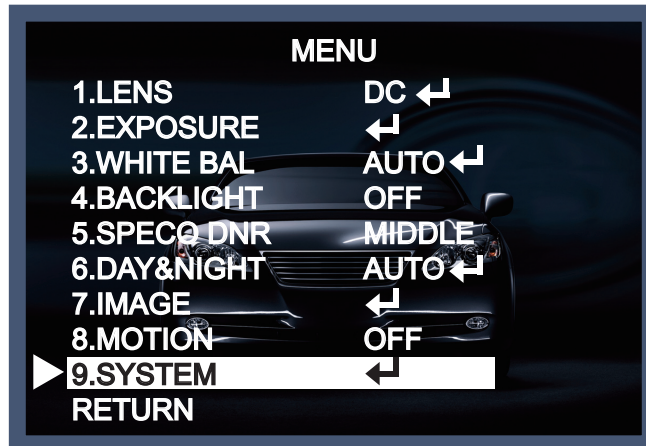 MENU
1.LENS DC ↵
2.EXPOSURE ↵
3.WHITE BAL AUTO ↵
4.BACKLIGHT OFF
5.SPECO DNR MIDDLE
6.DAY&NIGHT AUTO ↵
7.IMAGE ↵
8.MOTION OFF
9.SYSTEM ↵
RETURN